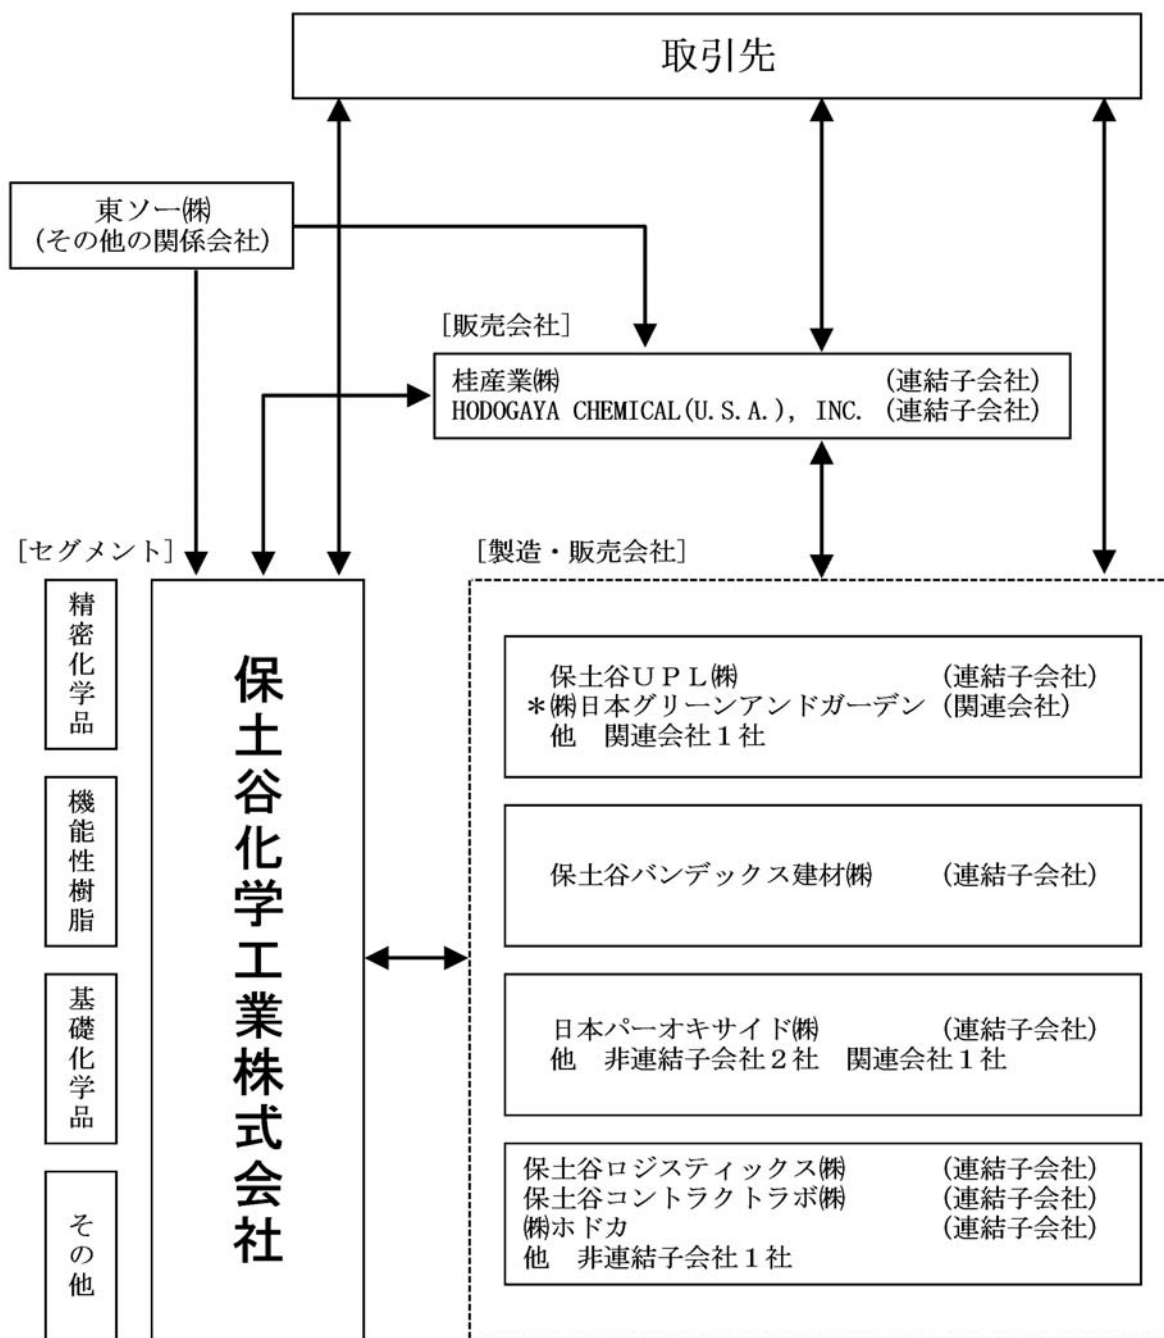 取引先
東ソー㈱
(その他の関係会社)
[販売会社]
桂産業㈱ (連結子会社)
HODOGAYA CHEMICAL(U.S.A.), INC. (連結子会社)
[セグメント]
[製造・販売会社]
精密化学品
機能性樹脂
基礎化学品
その他
保土谷化学工業株式会社
保土谷ＵＰＬ㈱ (連結子会社)
＊㈱日本グリーンアンドガーデン (関連会社)
他　関連会社１社
保土谷バンデックス建材㈱ (連結子会社)
日本パーオキサイド㈱ (連結子会社)
他　非連結子会社２社　関連会社１社
保土谷ロジスティックス㈱ (連結子会社)
保土谷コントラクトラボ㈱ (連結子会社)
㈱ホドカ (連結子会社)
他　非連結子会社１社